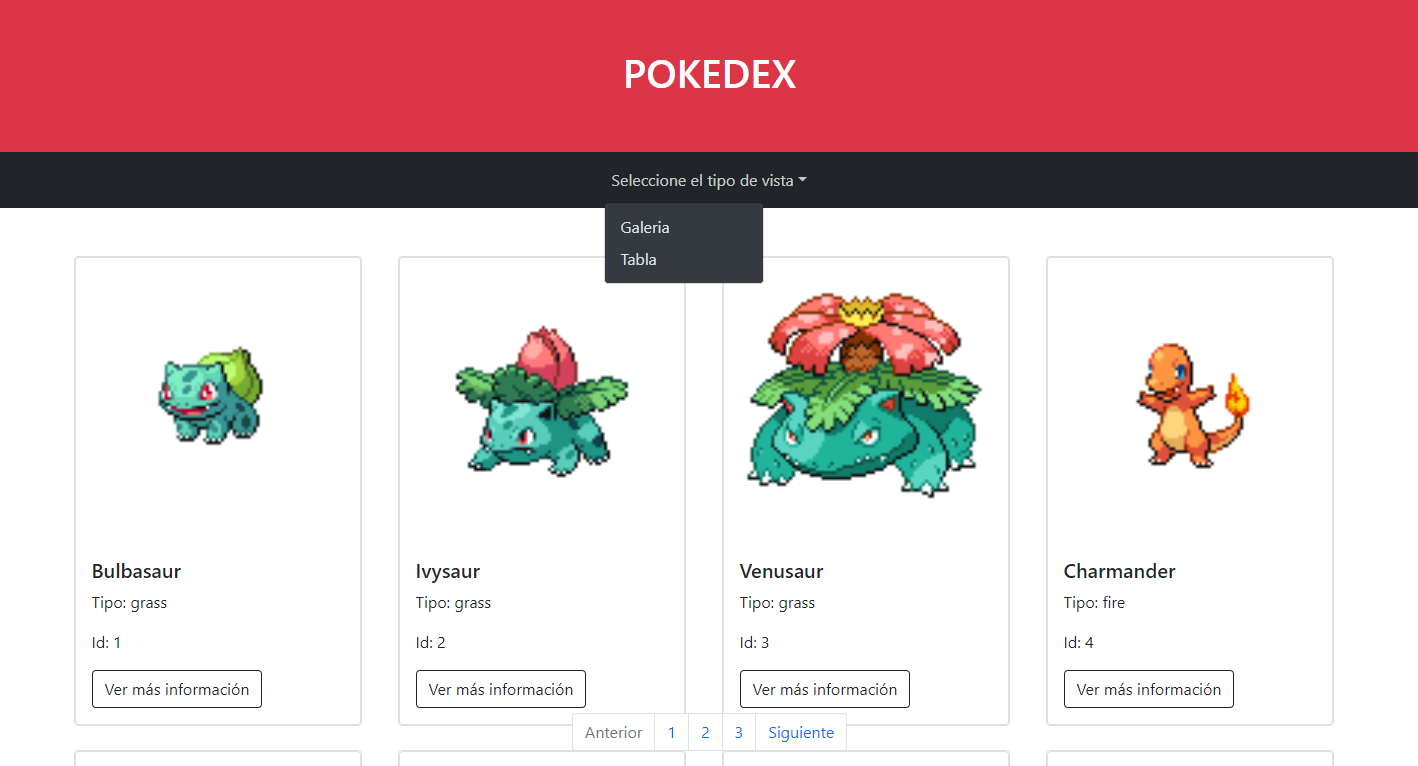 POKEDEX
Seleccione el tipo de vista
Galeria
Tabla
Bulbasaur
Tipo: grass
Id: 1
Ver más información
Ivysaur
Tipo: grass
Id: 2
Ver más información
Venusaur
Tipo: grass
Id: 3
Ver más información
Charmander
Tipo: fire
Id: 4
Ver más información
Anterior 1 2 3 Siguiente